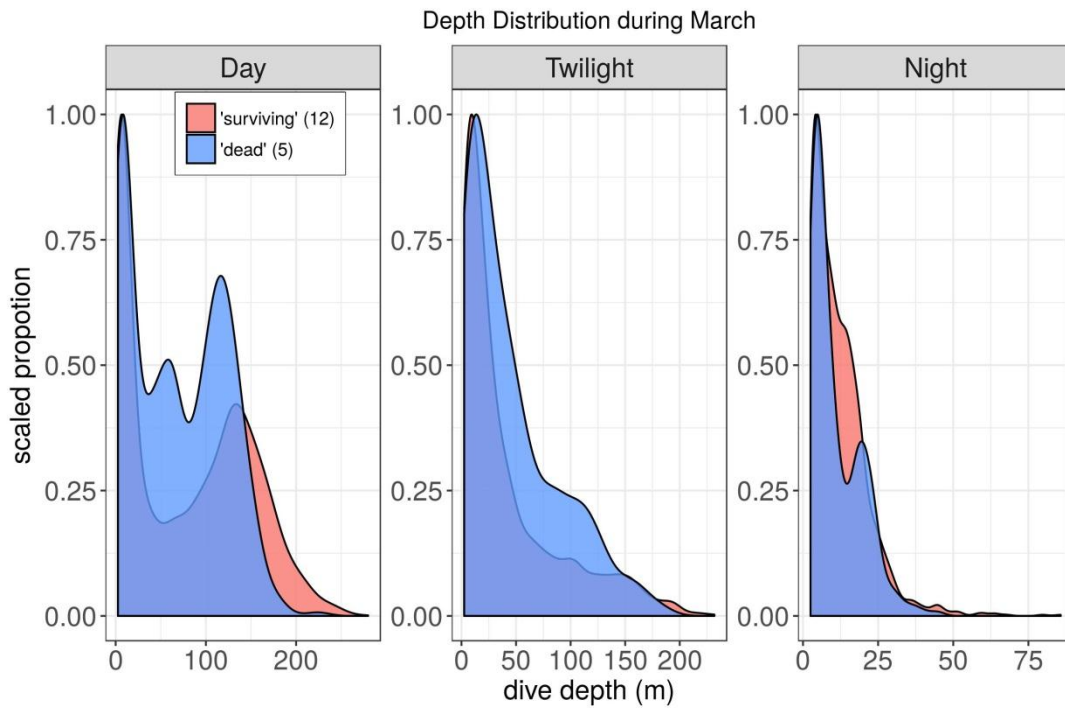 Depth Distribution during March
Day
Twilight
Night
'surviving' (12)
'dead' (5)
scaled propotion
1.00
0.75
0.50
0.25
0.00
0 100 200
1.00
0.75
0.50
0.25
0.00
0 50 100 150 200
1.00
0.75
0.50
0.25
0.00
0 25 50 75
dive depth (m)